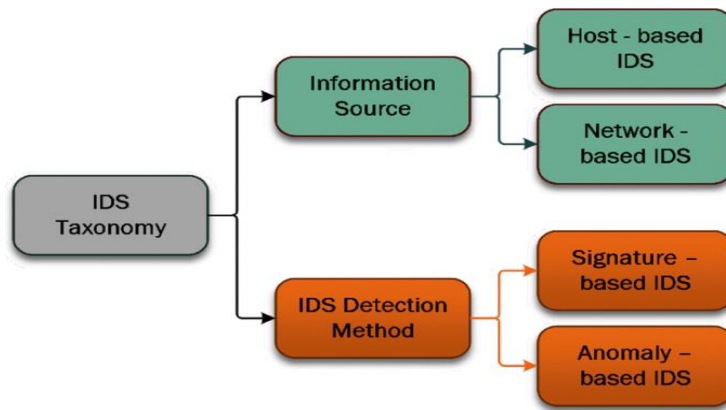 Host - based
IDS
Information
Source
Network -
based IDS
IDS
Taxonomy
Signature –
based IDS
IDS Detection
Method
Anomaly –
based IDS